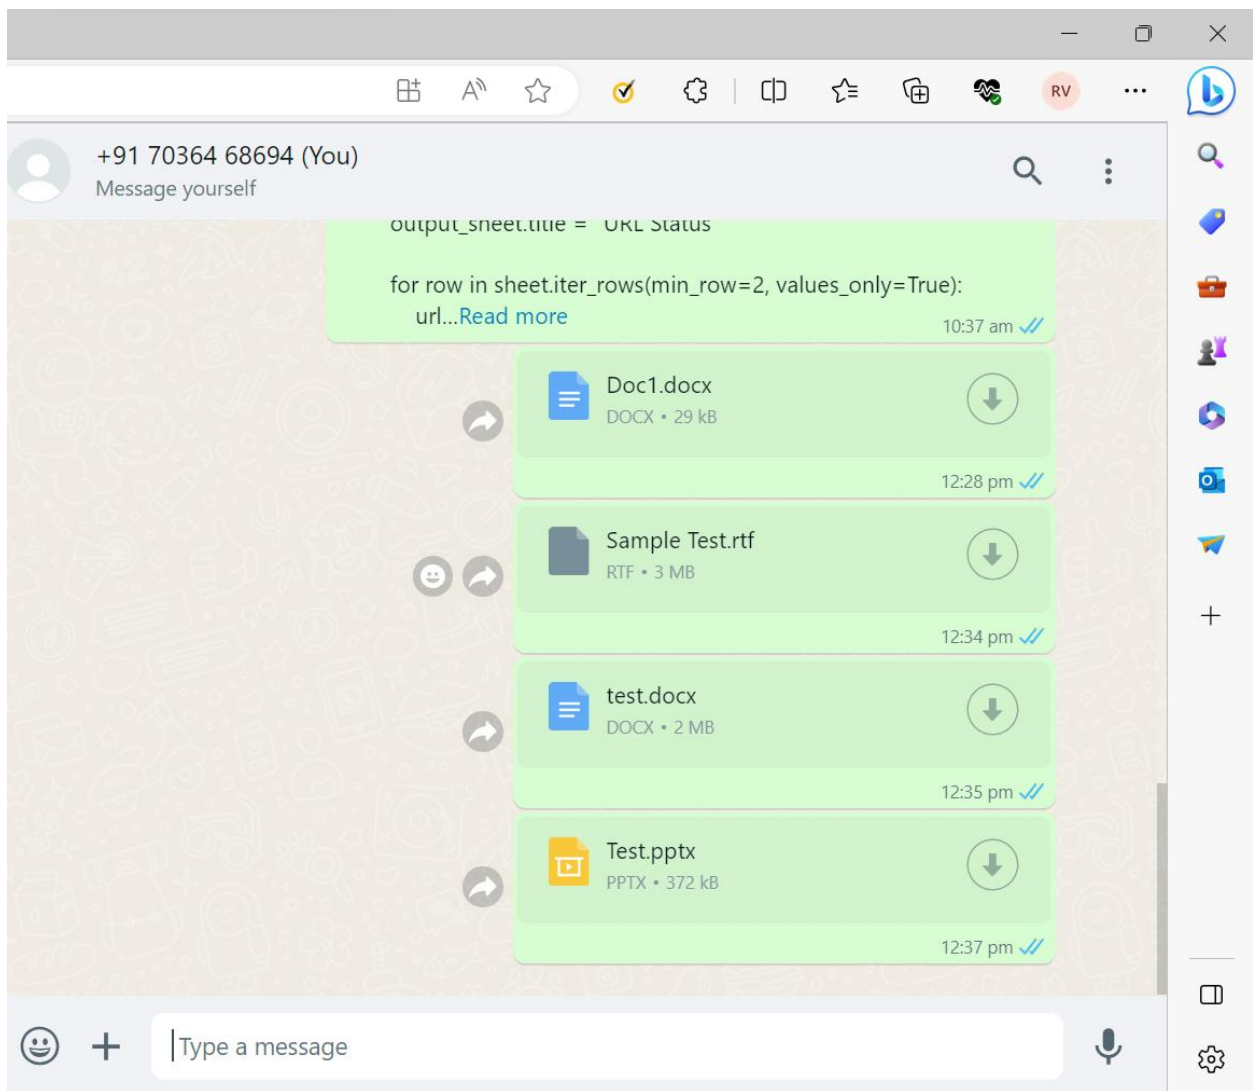 RV
+91 70364 68694 (You)
Message yourself
output_sheet.title = "URL Status"
for row in sheet.iter_rows(min_row=2, values_only=True):
url...Read more
10:37 am
Doc1.docx
DOCX • 29 kB
12:28 pm
Sample Test.rtf
RTF • 3 MB
12:34 pm
test.docx
DOCX • 2 MB
12:35 pm
Test.pptx
PPTX • 372 kB
12:37 pm
Type a message